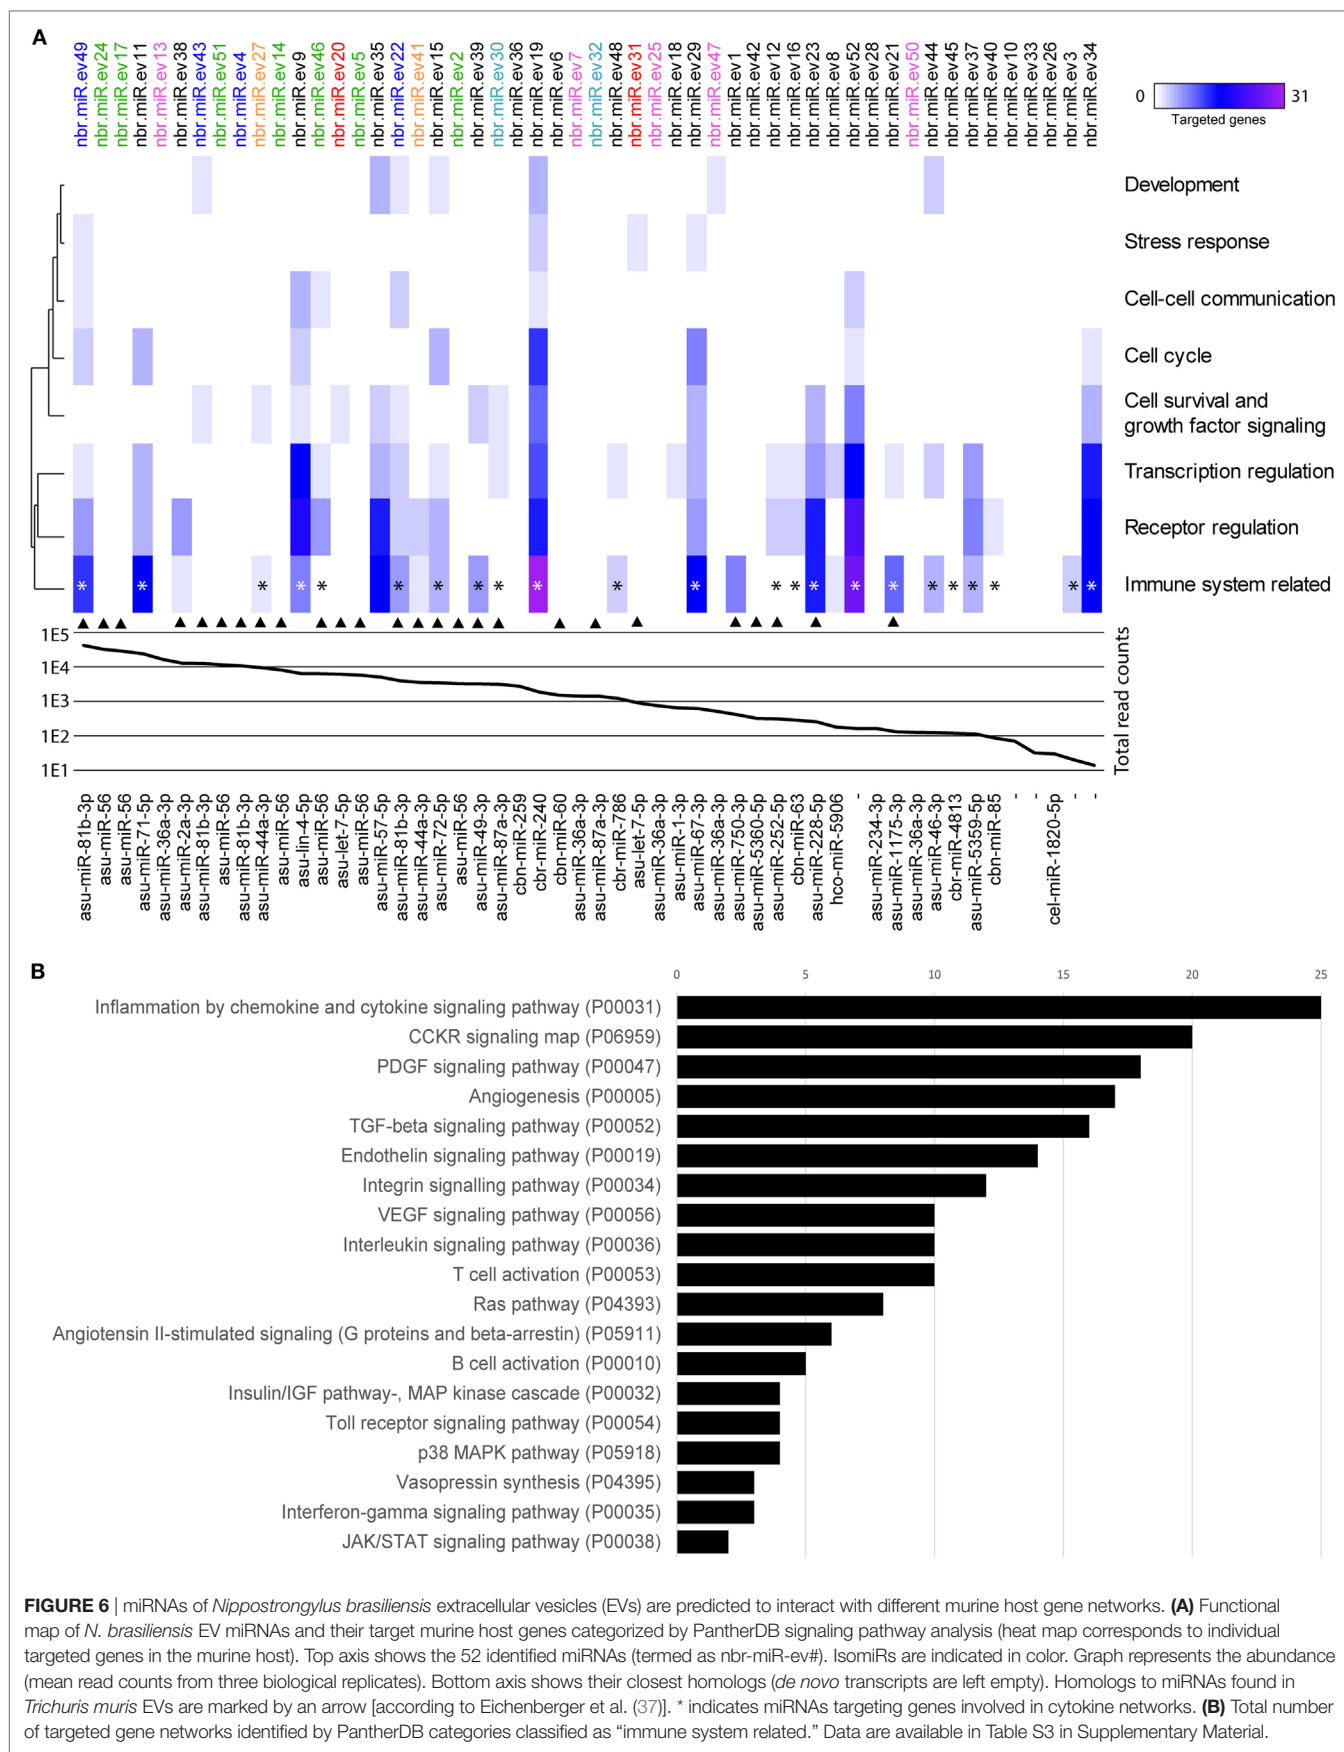 A
nbr.miR.ev49
nbr.miR.ev24
nbr.miR.ev17
nbr.miR.ev11
nbr.miR.ev13
nbr.miR.ev38
nbr.miR.ev43
nbr.miR.ev51
nbr.miR.ev4
nbr.miR.ev27
nbr.miR.ev14
nbr.miR.ev9
nbr.miR.ev46
nbr.miR.ev20
nbr.miR.ev5
nbr.miR.ev35
nbr.miR.ev22
nbr.miR.ev41
nbr.miR.ev15
nbr.miR.ev2
nbr.miR.ev39
nbr.miR.ev30
nbr.miR.ev36
nbr.miR.ev19
nbr.miR.ev6
nbr.miR.ev7
nbr.miR.ev32
nbr.miR.ev48
nbr.miR.ev31
nbr.miR.ev25
nbr.miR.ev18
nbr.miR.ev29
nbr.miR.ev47
nbr.miR.ev1
nbr.miR.ev42
nbr.miR.ev12
nbr.miR.ev16
nbr.miR.ev23
nbr.miR.ev8
nbr.miR.ev52
nbr.miR.ev28
nbr.miR.ev21
nbr.miR.ev50
nbr.miR.ev44
nbr.miR.ev45
nbr.miR.ev37
nbr.miR.ev40
nbr.miR.ev10
nbr.miR.ev33
nbr.miR.ev26
nbr.miR.ev3
nbr.miR.ev34
0 31
Targeted genes
Development
Stress response
Cell-cell communication
Cell cycle
Cell survival and
growth factor signaling
Transcription regulation
Receptor regulation
Immune system related
* * * * * * * * * * * * * * * * * * * * * * * *
1E5
1E4
1E3
1E2
1E1
Total read counts
asu-miR-81b-3p
asu-miR-56
asu-miR-56
asu-miR-71-5p
asu-miR-36a-3p
asu-miR-2a-3p
asu-miR-81b-3p
asu-miR-56
asu-miR-81b-3p
asu-miR-44a-3p
asu-miR-56
asu-lin-4-5p
asu-miR-56
asu-let-7-5p
asu-miR-56
asu-miR-57-5p
asu-miR-81b-3p
asu-miR-44a-3p
asu-miR-72-5p
asu-miR-56
asu-miR-49-3p
asu-miR-87a-3p
cbn-miR-259
cbr-miR-240
cbn-miR-60
asu-miR-36a-3p
asu-miR-87a-3p
cbr-miR-786
asu-let-7-5p
asu-miR-36a-3p
asu-miR-1-3p
asu-miR-67-3p
asu-miR-36a-3p
asu-miR-750-3p
asu-miR-5360-5p
asu-miR-252-5p
cbn-miR-63
asu-miR-228-5p
hco-miR-5906
-
asu-miR-234-3p
asu-miR-1175-3p
asu-miR-36a-3p
asu-miR-46-3p
cbr-miR-4813
asu-miR-5359-5p
cbn-miR-85
-
-
cel-miR-1820-5p
-
-
B
0 5 10 15 20 25
Inflammation by chemokine and cytokine signaling pathway (P00031)
CCKR signaling map (P06959)
PDGF signaling pathway (P00047)
Angiogenesis (P00005)
TGF-beta signaling pathway (P00052)
Endothelin signaling pathway (P00019)
Integrin signalling pathway (P00034)
VEGF signaling pathway (P00056)
Interleukin signaling pathway (P00036)
T cell activation (P00053)
Ras pathway (P04393)
Angiotensin II-stimulated signaling (G proteins and beta-arrestin) (P05911)
B cell activation (P00010)
Insulin/IGF pathway-, MAP kinase cascade (P00032)
Toll receptor signaling pathway (P00054)
p38 MAPK pathway (P05918)
Vasopressin synthesis (P04395)
Interferon-gamma signaling pathway (P00035)
JAK/STAT signaling pathway (P00038)
FIGURE 6 | miRNAs of Nippostrongylus brasiliensis extracellular vesicles (EVs) are predicted to interact with different murine host gene networks. (A) Functional
map of N. brasiliensis EV miRNAs and their target murine host genes categorized by PantherDB signaling pathway analysis (heat map corresponds to individual
targeted genes in the murine host). Top axis shows the 52 identified miRNAs (termed as nbr-miR-ev#). IsomiRs are indicated in color. Graph represents the abundance
(mean read counts from three biological replicates). Bottom axis shows their closest homologs (de novo transcripts are left empty). Homologs to miRNAs found in
Trichuris muris EVs are marked by an arrow [according to Eichenberger et al. (37)]. * indicates miRNAs targeting genes involved in cytokine networks. (B) Total number
of targeted gene networks identified by PantherDB categories classified as “immune system related.” Data are available in Table S3 in Supplementary Material.